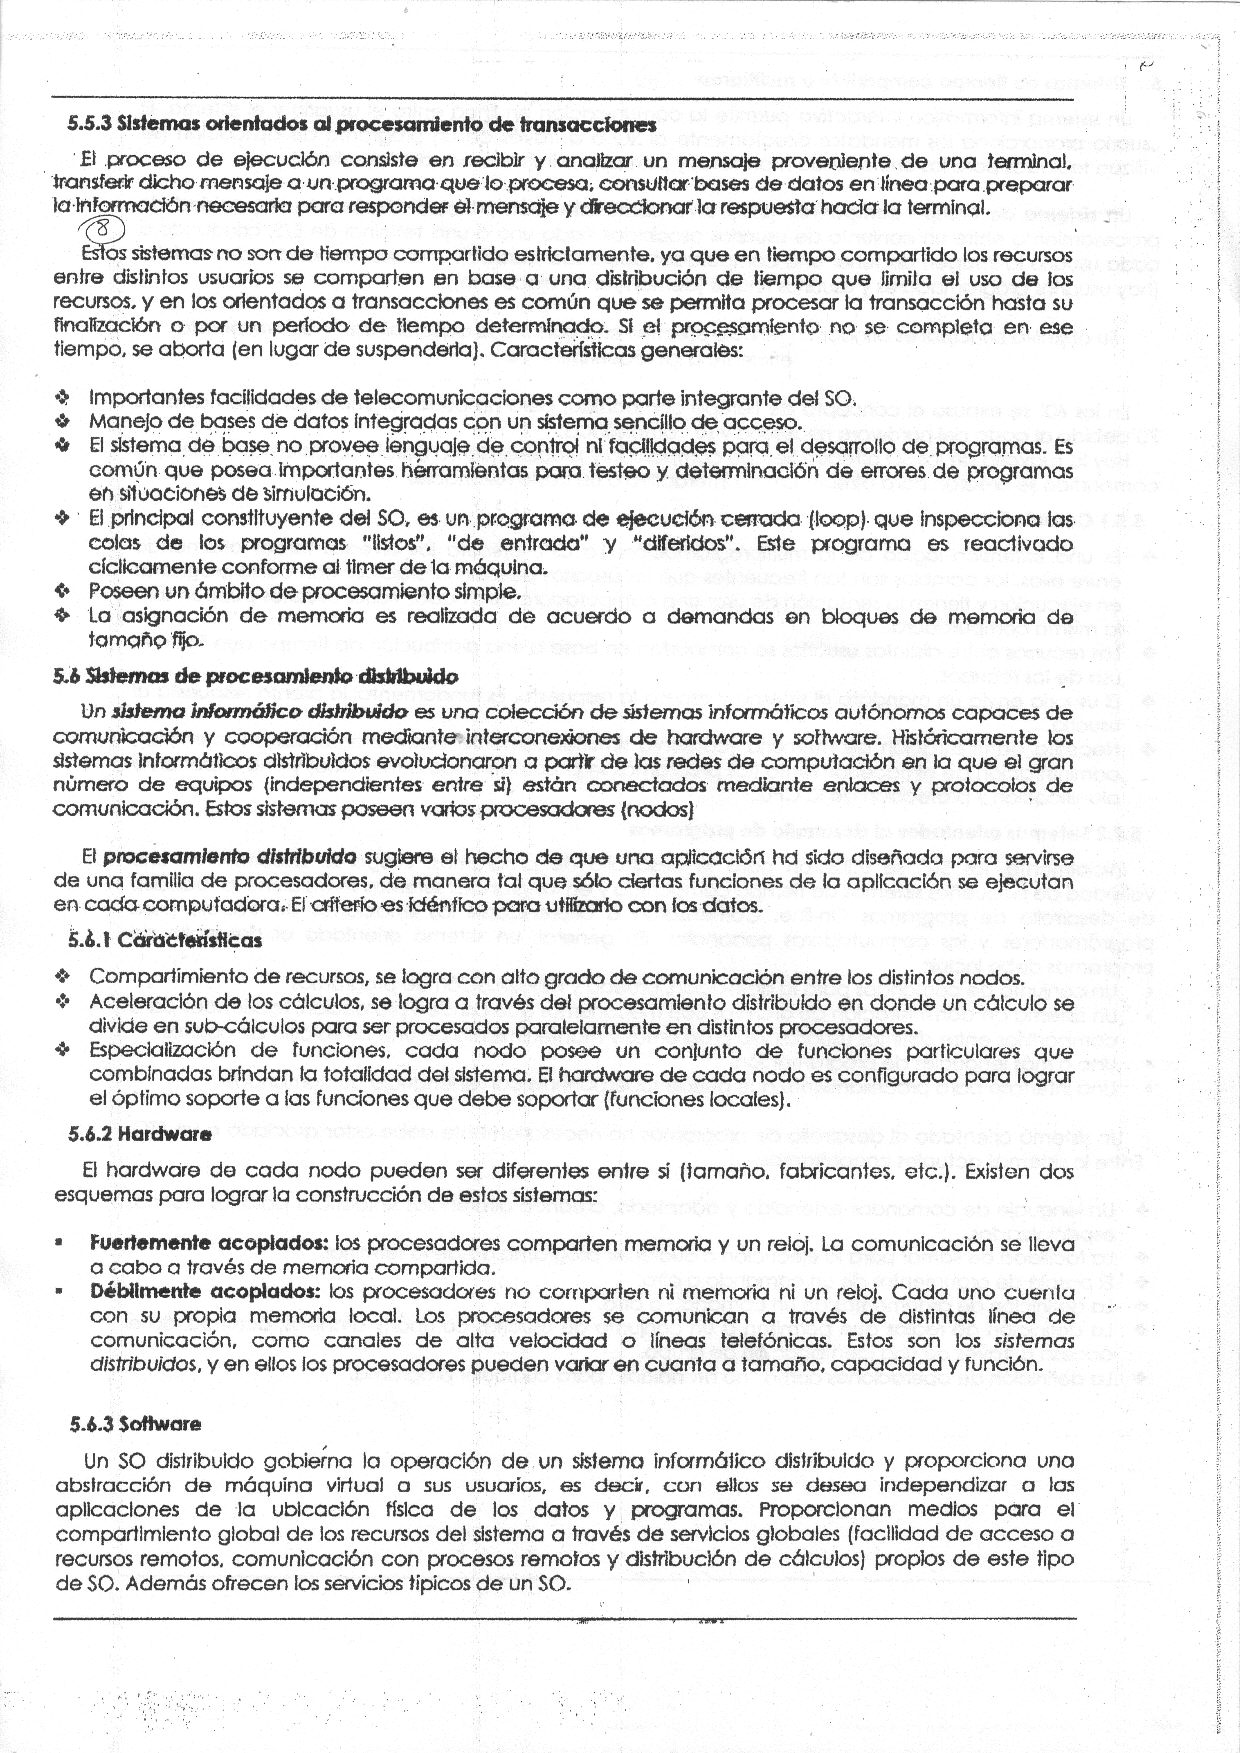 5.5.3 Sistemas orientados al procesamiento de transacciones
El proceso de ejecución consiste en recibir y analizar un mensaje proveniente de una terminal,
transferir dicho mensaje a un programa que lo procesa, consultar bases de datos en línea para preparar
la información necesaria para responder el mensaje y direccionar la respuesta hacia la terminal.
8
Estos sistemas no son de tiempo compartido estrictamente, ya que en tiempo compartido los recursos
entre distintos usuarios se comparten en base a una distribución de tiempo que limita el uso de los
recursos, y en los orientados a transacciones es común que se permita procesar la transacción hasta su
finalización o por un período de tiempo determinado. Si el procesamiento no se completa en ese
tiempo, se aborta (en lugar de suspenderla). Características generales:
❖ Importantes facilidades de telecomunicaciones como parte integrante del SO.
❖ Manejo de bases de datos integradas con un sistema sencillo de acceso.
❖ El sistema de base no provee lenguaje de control ni facilidades para el desarrollo de programas. Es
común que posea importantes herramientas para testeo y determinación de errores de programas
en situaciones de simulación.
❖ El principal constituyente del SO, es un programa de ejecución cerrada (loop) que inspecciona las
colas de los programas "listos", "de entrada" y "diferidos". Este programa es reactivado
cíclicamente conforme al timer de la máquina.
❖ Poseen un ámbito de procesamiento simple.
❖ La asignación de memoria es realizada de acuerdo a demandas en bloques de memoria de
tamaño fijo.
5.6 Sistemas de procesamiento distribuido
Un sistema informático distribuido es una colección de sistemas informáticos autónomos capaces de
comunicación y cooperación mediante interconexiones de hardware y software. Históricamente los
sistemas informáticos distribuidos evolucionaron a partir de las redes de computación en la que el gran
número de equipos (independientes entre si) están conectados mediante enlaces y protocolos de
comunicación. Estos sistemas poseen varios procesadores (nodos)
El procesamiento distribuido sugiere el hecho de que una aplicación ha sido diseñada para servirse
de una familia de procesadores, de manera tal que sólo ciertas funciones de la aplicación se ejecutan
en cada computadora. El criterio es idéntico para utilizarlo con los datos.
5.6.1 Características
❖ Compartimiento de recursos, se logra con alto grado de comunicación entre los distintos nodos.
❖ Aceleración de los cálculos, se logra a través del procesamiento distribuido en donde un cálculo se
divide en sub-cálculos para ser procesados paralelamente en distintos procesadores.
❖ Especialización de funciones, cada nodo posee un conjunto de funciones particulares que
combinadas brindan la totalidad del sistema. El hardware de cada nodo es configurado para lograr
el óptimo soporte a las funciones que debe soportar (funciones locales).
5.6.2 Hardware
El hardware de cada nodo pueden ser diferentes entre sí (tamaño, fabricantes, etc.). Existen dos
esquemas para lograr la construcción de estos sistemas:
▪ Fuertemente acoplados: los procesadores comparten memoria y un reloj. La comunicación se lleva
a cabo a través de memoria compartida.
▪ Débilmente acoplados: los procesadores no comparten ni memoria ni un reloj. Cada uno cuenta
con su propia memoria local. Los procesadores se comunican a través de distintas línea de
comunicación, como canales de alta velocidad o líneas telefónicas. Estos son los sistemas
distribuidos, y en ellos los procesadores pueden variar en cuanta a tamaño, capacidad y función.
5.6.3 Software
Un SO distribuido gobierna la operación de un sistema informático distribuido y proporciona una
abstracción de máquina virtual a sus usuarios, es decir, con ellos se desea independizar a las
aplicaciones de la ubicación física de los datos y programas. Proporcionan medios para el
compartimiento global de los recursos del sistema a través de servicios globales (facilidad de acceso a
recursos remotos, comunicación con procesos remotos y distribución de cálculos) propios de este tipo
de SO. Además ofrecen los servicios típicos de un SO.